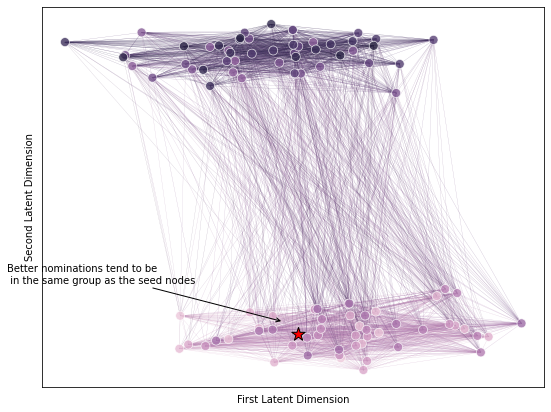 Second Latent Dimension
Better nominations tend to be
in the same group as the seed nodes
First Latent Dimension